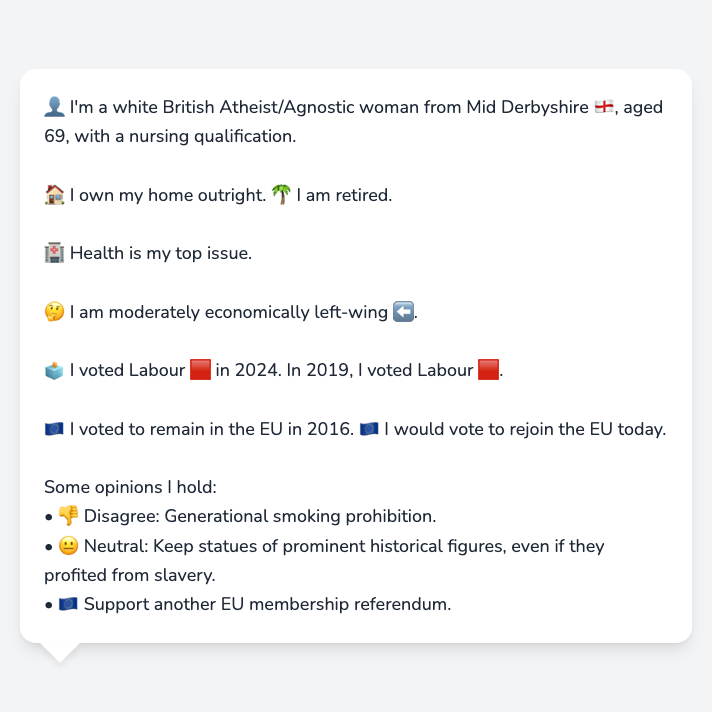 👤 I'm a white British Atheist/Agnostic woman from Mid Derbyshire 🏴󠁧󠁢󠁥󠁮󠁧󠁿, aged
69, with a nursing qualification.
🏠 I own my home outright. 🌴 I am retired.
🏥 Health is my top issue.
🤔 I am moderately economically left-wing ⬅️.
🗳️ I voted Labour 🟥 in 2024. In 2019, I voted Labour 🟥.
🇪🇺 I voted to remain in the EU in 2016. 🇪🇺 I would vote to rejoin the EU today.
Some opinions I hold:
• 👎 Disagree: Generational smoking prohibition.
• 😐 Neutral: Keep statues of prominent historical figures, even if they
profited from slavery.
• 🇪🇺 Support another EU membership referendum.